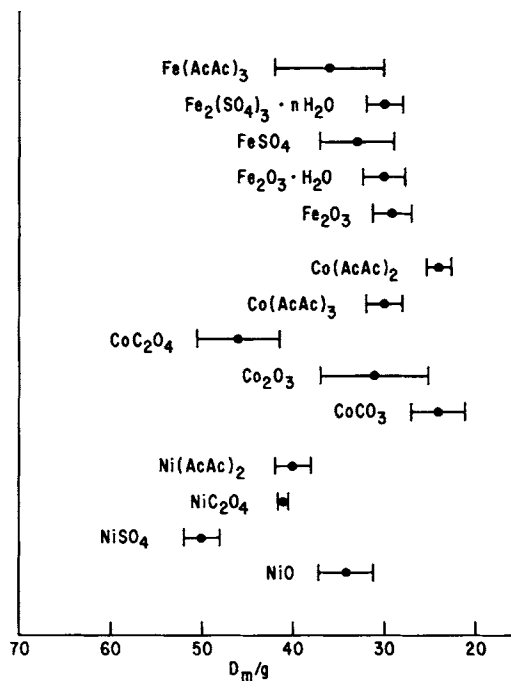 Fe(AcAc)₃
Fe₂(SO₄)₃ · nH₂O
FeSO₄
Fe₂O₃ · H₂O
Fe₂O₃
Co(AcAc)₂
Co(AcAc)₃
CoC₂O₄
Co₂O₃
CoCO₃
Ni(AcAc)₂
NiC₂O₄
NiSO₄
NiO
70 60 50 40 30 20
Dₘ/g